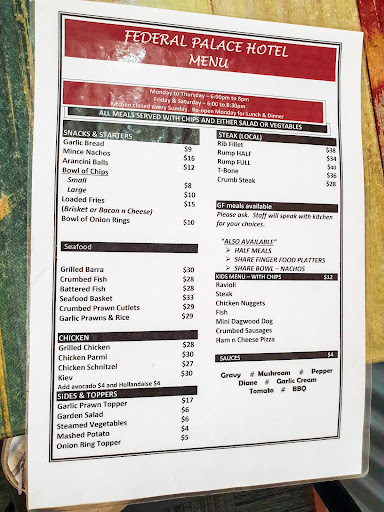 FEDERAL PALACE HOTEL
MENU
Monday to Thursday – 6:00pm to 8pm
Friday & Saturday – 6:00 to 8:30pm
Kitchen closed every Sunday. Re-open Monday for Lunch & Dinner
ALL MEALS SERVED WITH CHIPS AND EITHER SALAD OR VEGTABLES
SNACKS & STARTERS
Garlic Bread $9
Mince Nachos $16
Arancini Balls $12
Bowl of Chips
Small $8
Large $10
Loaded Fries $15
(Brisket or Bacon n Cheese)
Bowl of Onion Rings $10
Seafood
Grilled Barra $30
Crumbed Fish $28
Battered Fish $28
Seafood Basket $33
Crumbed Prawn Cutlets $29
Garlic Prawns & Rice $29
CHICKEN
Grilled Chicken $28
Chicken Parmi $30
Chicken Schnitzel $27
Kiev $30
Add avocado $4 and Hollandaise $4
SIDES & TOPPERS
Garlic Prawn Topper $17
Garden Salad $6
Steamed Vegetables $6
Mashed Potato $4
Onion Ring Topper $5
STEAK (LOCAL)
Rib Fillet $38
Rump HALF $34
Rump FULL $40
T-Bone $36
Crumb Steak $28
GF meals available
Please ask. Staff will speak with kitchen
for your choices.
"ALSO AVAILABLE"
➢ HALF MEALS
➢ SHARE FINGER FOOD PLATTERS
➢ SHARE BOWL – NACHOS
KIDS MENU – WITH CHIPS $12
Ravioli
Steak
Chicken Nuggets
Fish
Mini Dagwood Dog
Crumbed Sausages
Ham n Cheese Pizza
SAUCES $4
Gravy # Mushroom # Pepper
Diane # Garlic Cream
Tomato # BBQ